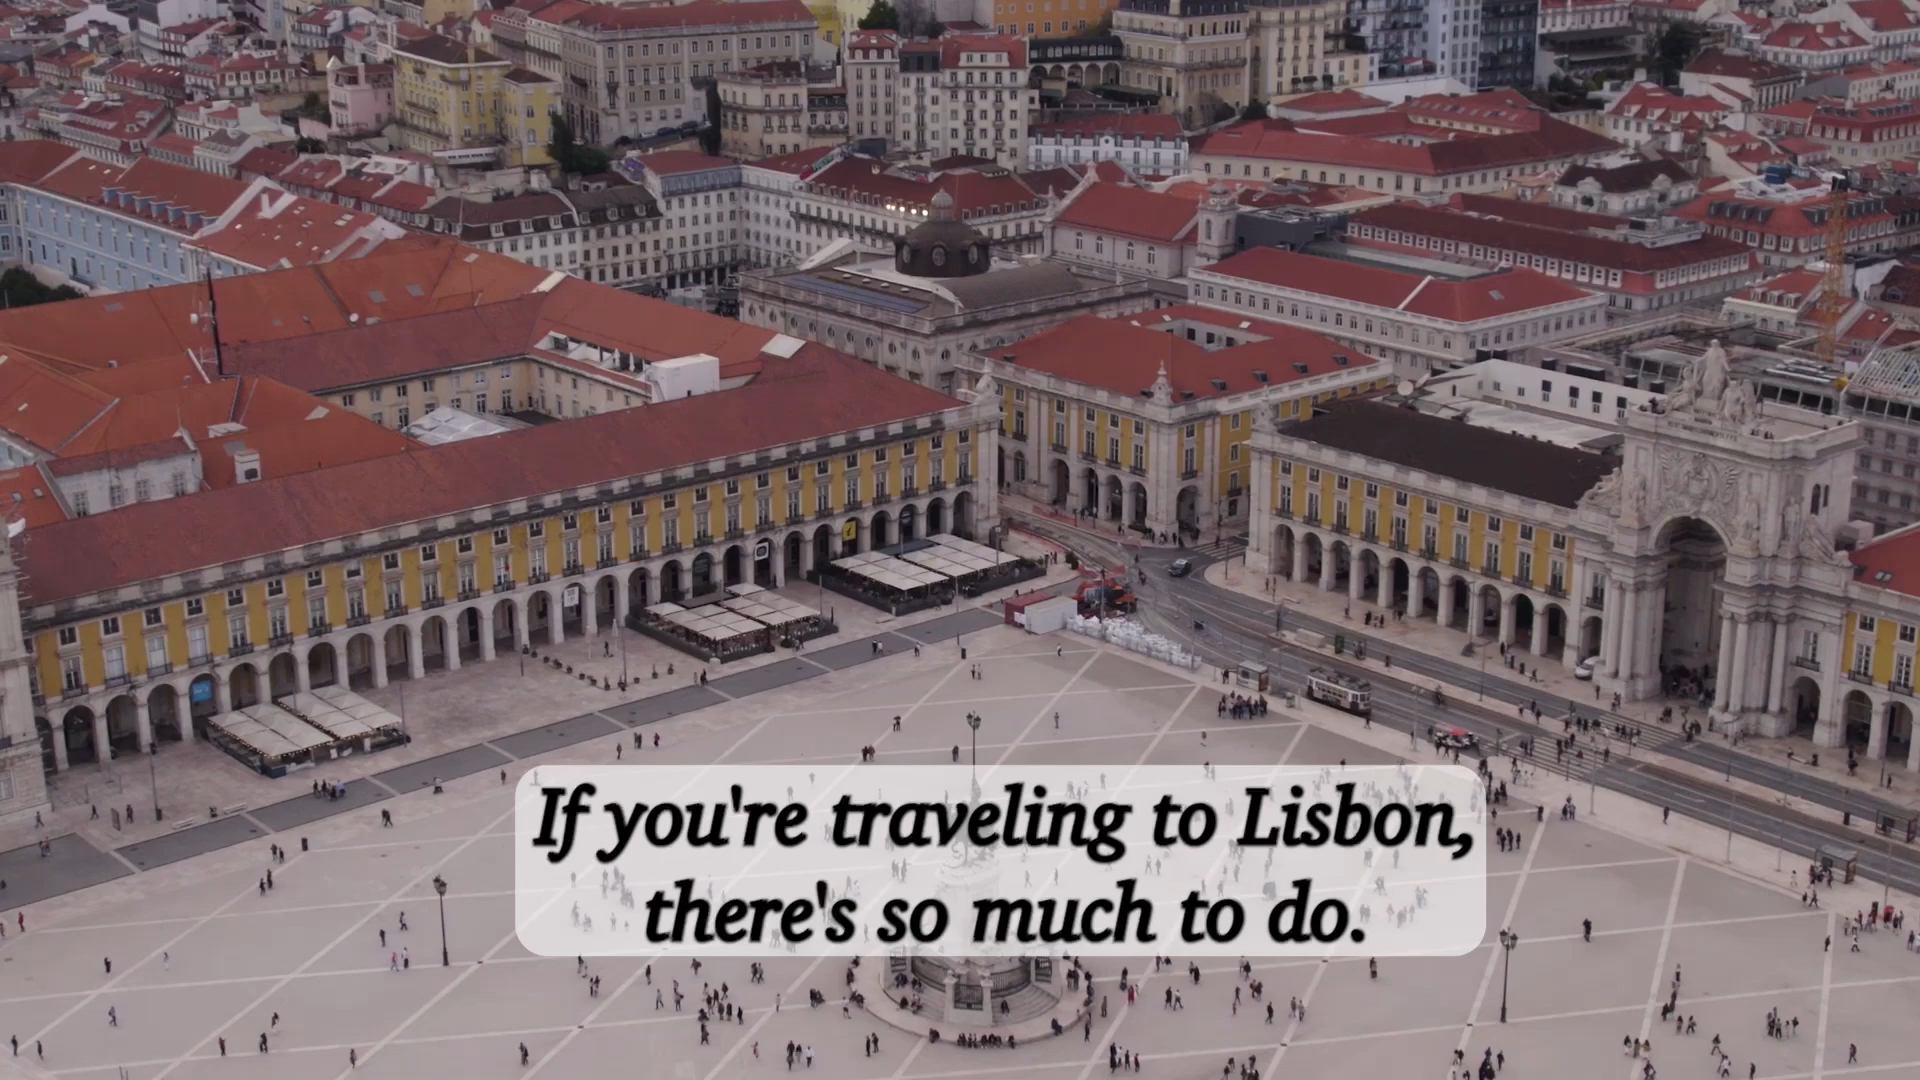 If you're traveling to Lisbon,
there's so much to do.